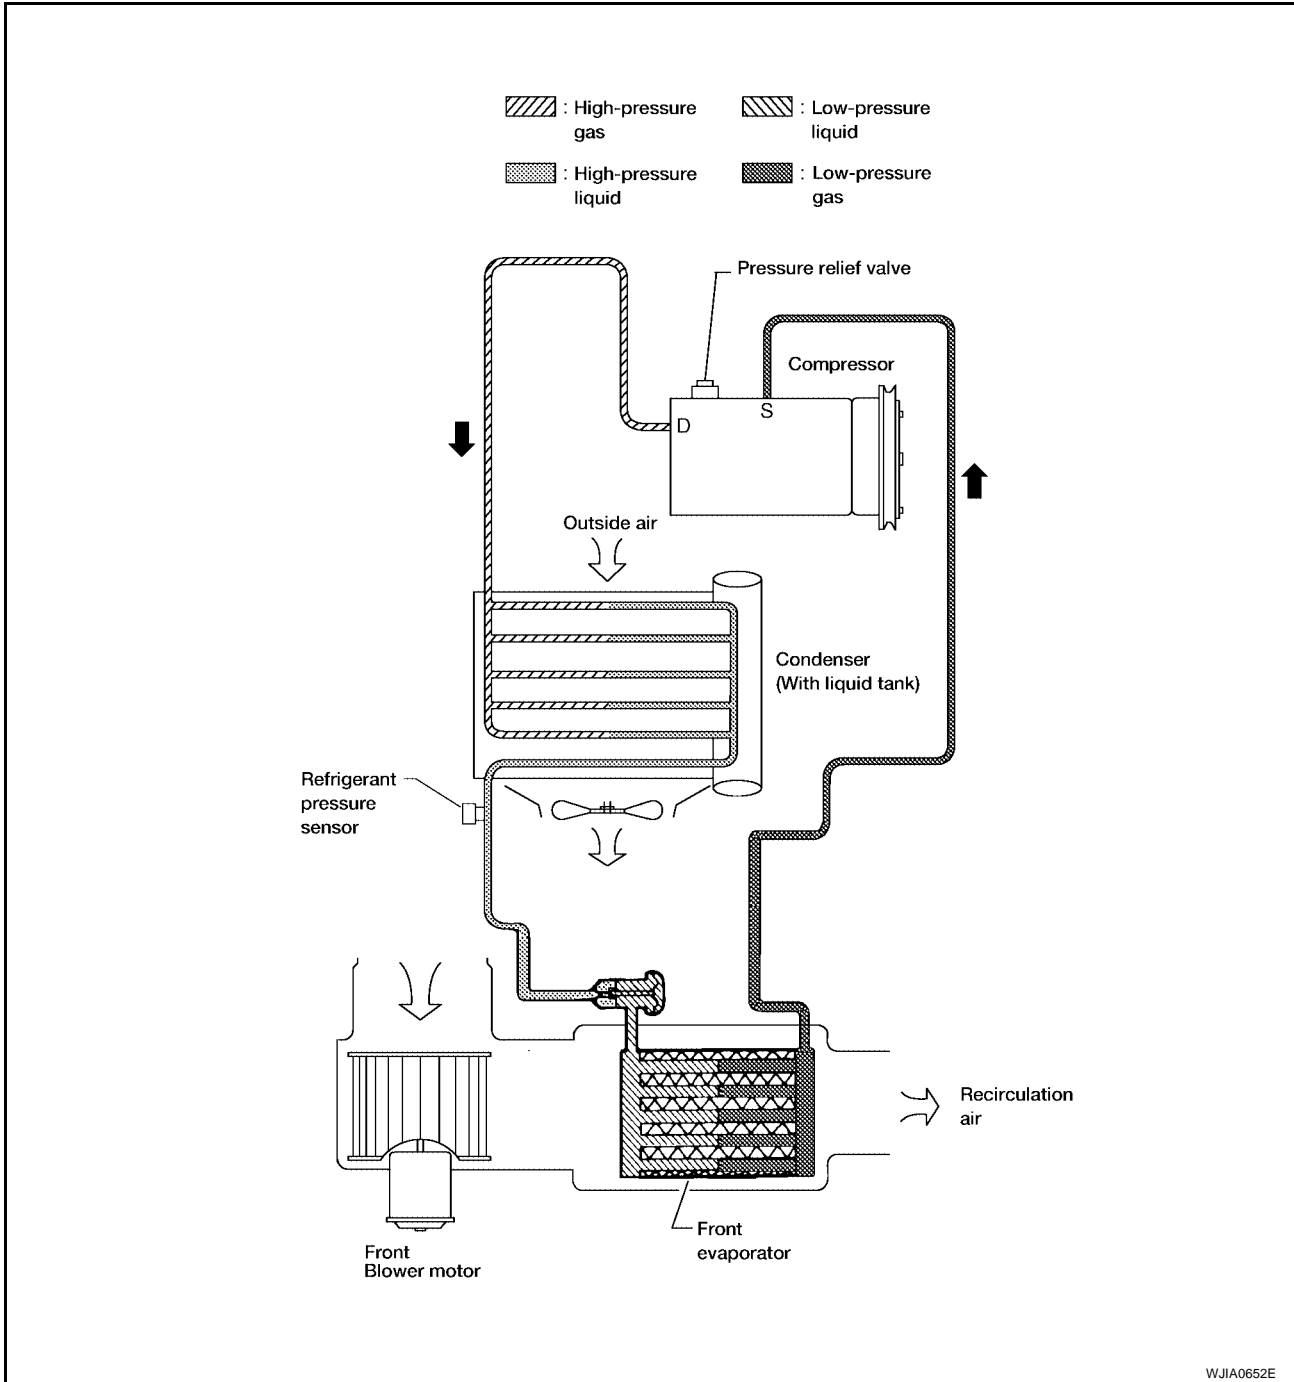 : High-pressure
gas
: Low-pressure
liquid
: High-pressure
liquid
: Low-pressure
gas
Pressure relief valve
Compressor
S
D
Outside air
Condenser
(With liquid tank)
Refrigerant
pressure
sensor
Recirculation
air
Front
evaporator
Front
Blower motor
WJIA0652E